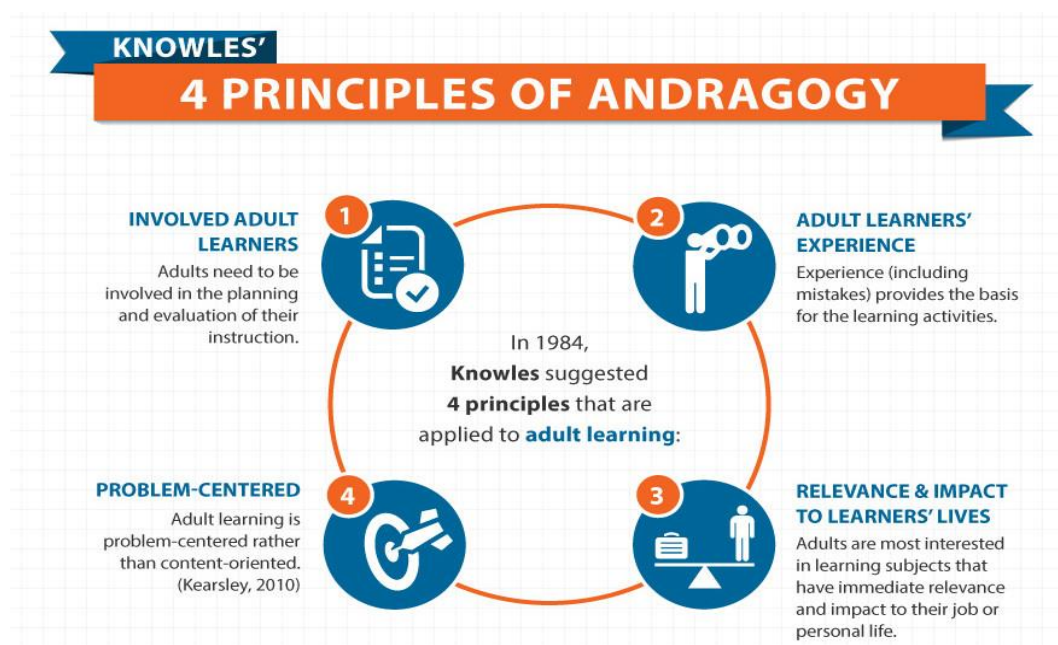 KNOWLES'
4 PRINCIPLES OF ANDRAGOGY
1
INVOLVED ADULT
LEARNERS
Adults need to be
involved in the planning
and evaluation of their
instruction.
2
ADULT LEARNERS'
EXPERIENCE
Experience (including
mistakes) provides the basis
for the learning activities.
In 1984,
Knowles suggested
4 principles that are
applied to adult learning:
3
RELEVANCE & IMPACT
TO LEARNERS' LIVES
Adults are most interested
in learning subjects that
have immediate relevance
and impact to their job or
personal life.
4
PROBLEM-CENTERED
Adult learning is
problem-centered rather
than content-oriented.
(Kearsley, 2010)